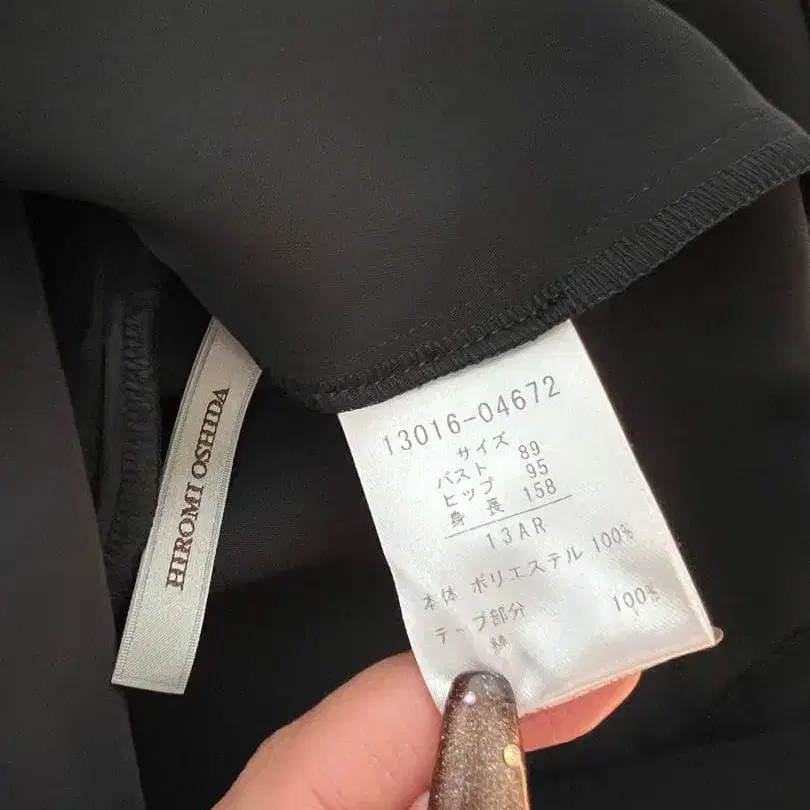 HIROMI OSHIDA
13016-04672
サイズ
バスト 89
ヒップ 95
身長 158
13AR
本体 ポリエステル 100%
テープ部分
綿 100%